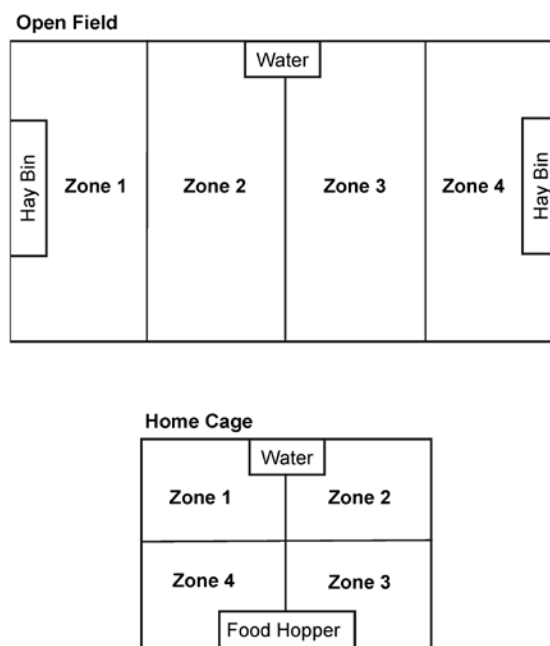 Open Field
Water
Hay Bin
Zone 1
Zone 2
Zone 3
Zone 4
Hay Bin
Home Cage
Water
Zone 1
Zone 2
Zone 4
Zone 3
Food Hopper